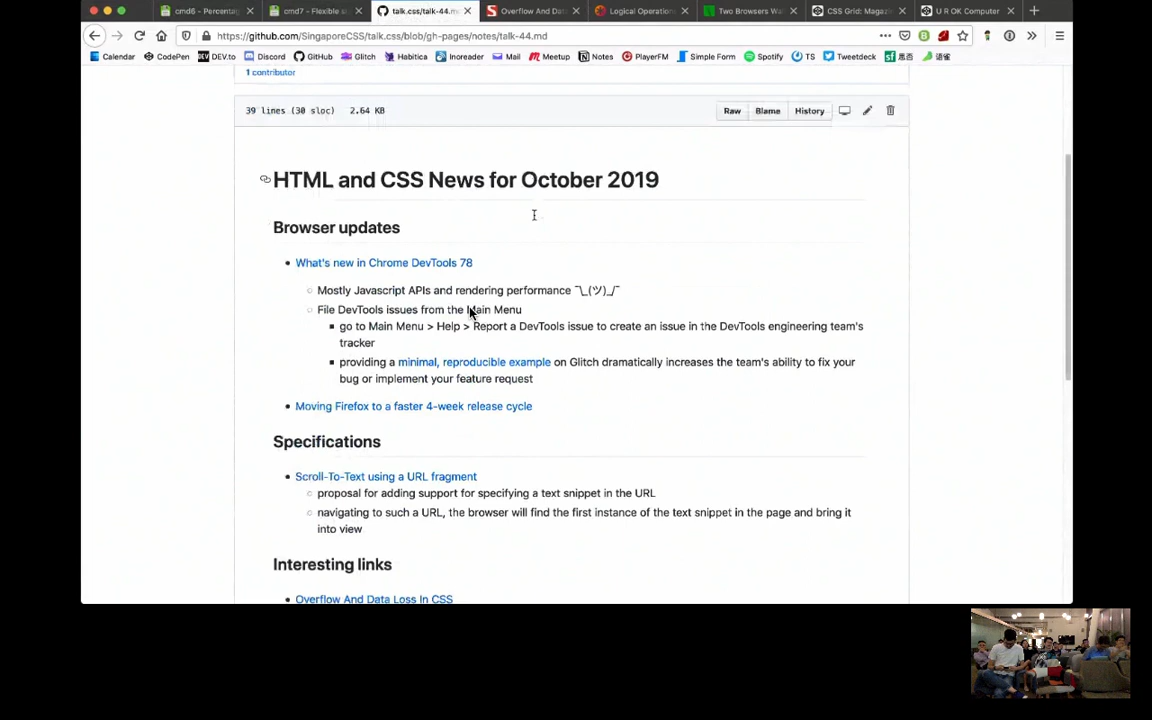 cmd6 - Percentag
cmd7 - Flexible s
talk.css/talk-44.m
Overflow And Data
Logical Operation
Two Browsers Wa
CSS Grid: Magaz
U R OK Computer
https://github.com/SingaporeCSS/talk.css/blob/gh-pages/notes/talk-44.md
Calendar CodePen DEV.to Discord GitHub Glitch Habitica Inoreader Mail Meetup Notes PlayerFM Simple Form Spotify TS Tweetdeck 思否 语雀
1 contributor
39 lines (30 sloc) 2.64 KB Raw Blame History
HTML and CSS News for October 2019
Browser updates
What's new in Chrome DevTools 78
Mostly Javascript APIs and rendering performance ¯\_(ツ)_/¯
File DevTools issues from the Main Menu
go to Main Menu > Help > Report a DevTools issue to create an issue in the DevTools engineering team's
tracker
providing a minimal, reproducible example on Glitch dramatically increases the team's ability to fix your
bug or implement your feature request
Moving Firefox to a faster 4-week release cycle
Specifications
Scroll-To-Text using a URL fragment
proposal for adding support for specifying a text snippet in the URL
navigating to such a URL, the browser will find the first instance of the text snippet in the page and bring it
into view
Interesting links
Overflow And Data Loss In CSS